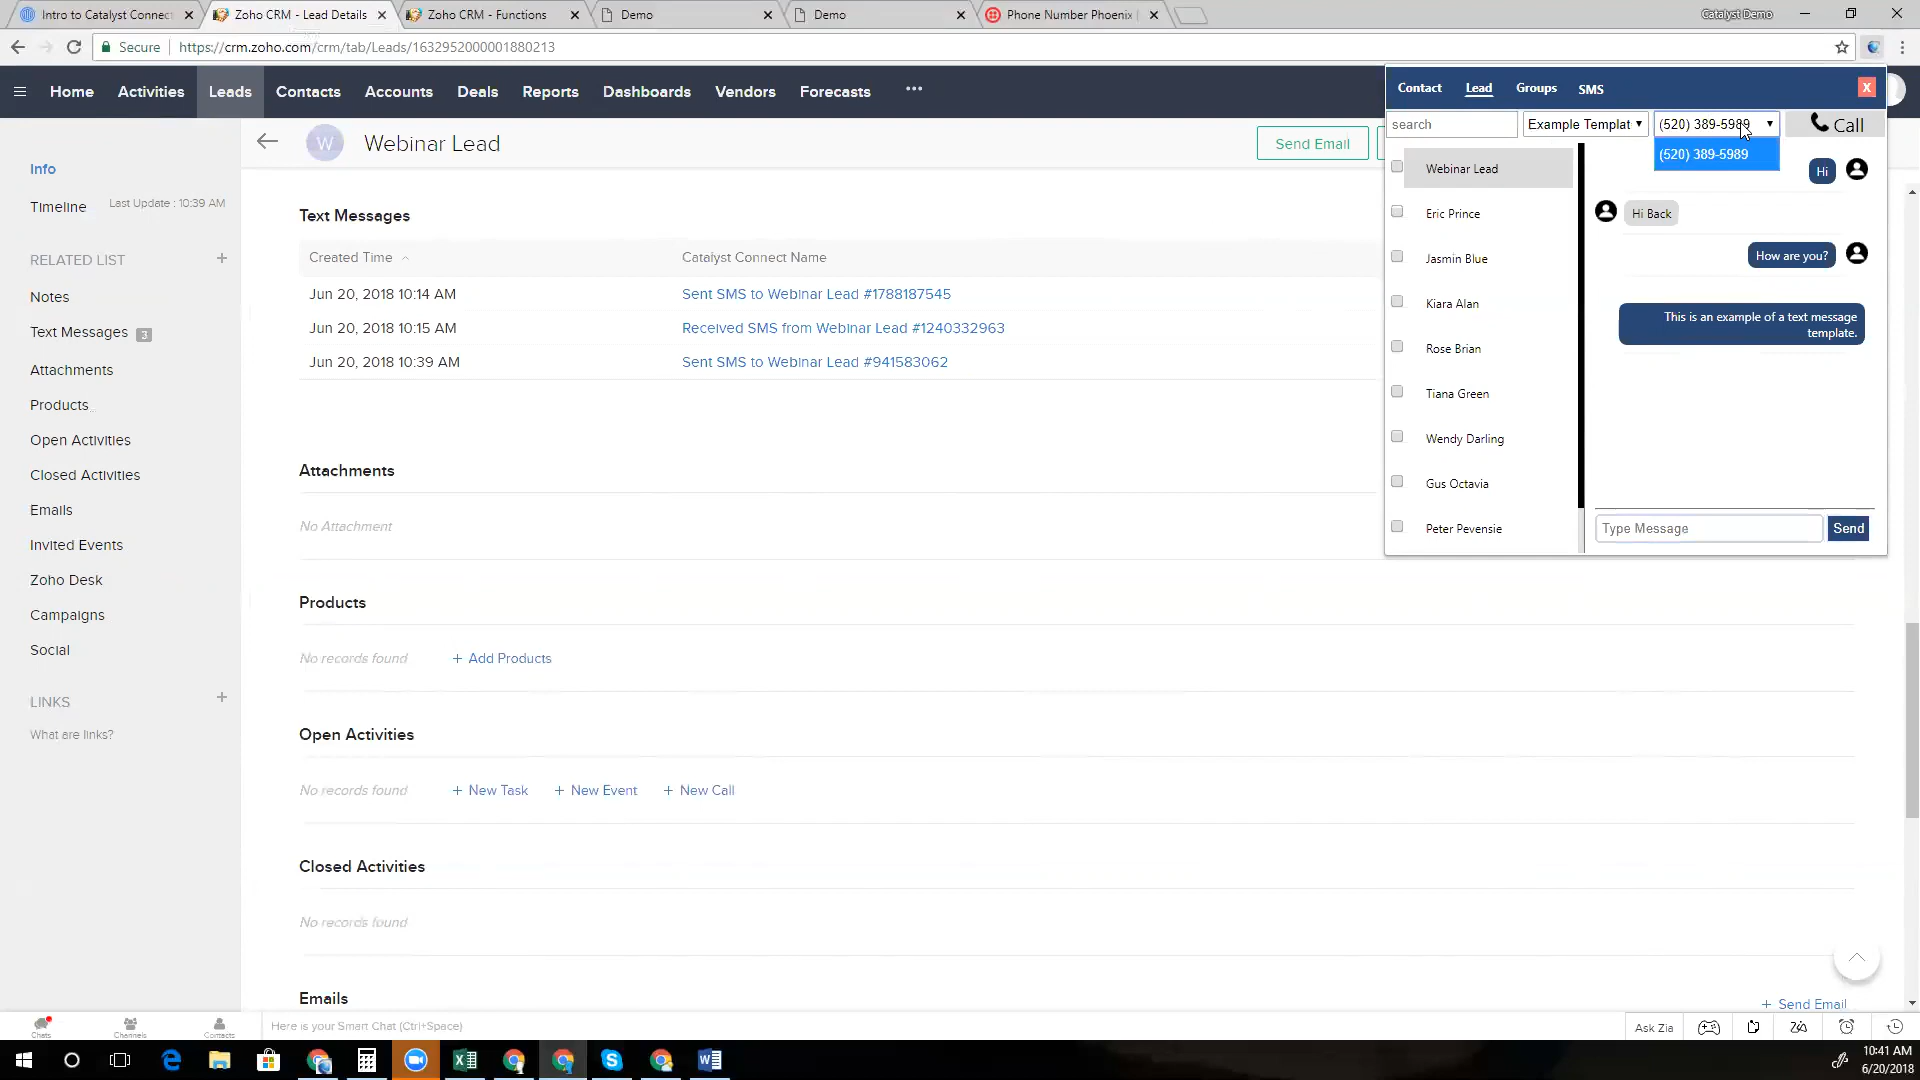 Intro to Catalyst Connect
Zoho CRM - Lead Details
Zoho CRM - Functions
Demo
Demo
Phone Number Phoenix
Catalyst Demo
Secure
https://crm.zoho.com/crm/tab/Leads/1632952000001880213
Home
Activities
Leads
Contacts
Accounts
Deals
Reports
Dashboards
Vendors
Forecasts
•••
Contact
Lead
Groups
SMS
X
W
Webinar Lead
Send Email
search
Example Templat
(520) 389-5989
Call
(520) 389-5989
Info
Timeline
Last Update : 10:39 AM
RELATED LIST
+
Notes
Text Messages 3
Attachments
Products
Open Activities
Closed Activities
Emails
Invited Events
Zoho Desk
Campaigns
Social
LINKS
+
What are links?
Text Messages
Created Time
Catalyst Connect Name
Jun 20, 2018 10:14 AM
Sent SMS to Webinar Lead #1788187545
Jun 20, 2018 10:15 AM
Received SMS from Webinar Lead #1240332963
Jun 20, 2018 10:39 AM
Sent SMS to Webinar Lead #941583062
Attachments
No Attachment
Products
No records found
+ Add Products
Open Activities
No records found
+ New Task
+ New Event
+ New Call
Closed Activities
No records found
Emails
+ Send Email
Webinar Lead
Eric Prince
Jasmin Blue
Kiara Alan
Rose Brian
Tiana Green
Wendy Darling
Gus Octavia
Peter Pevensie
Hi
Hi Back
How are you?
This is an example of a text message
template.
Type Message
Send
Chats
Channels
Contacts
Here is your Smart Chat (Ctrl+Space)
Ask Zia
10:41 AM
6/20/2018